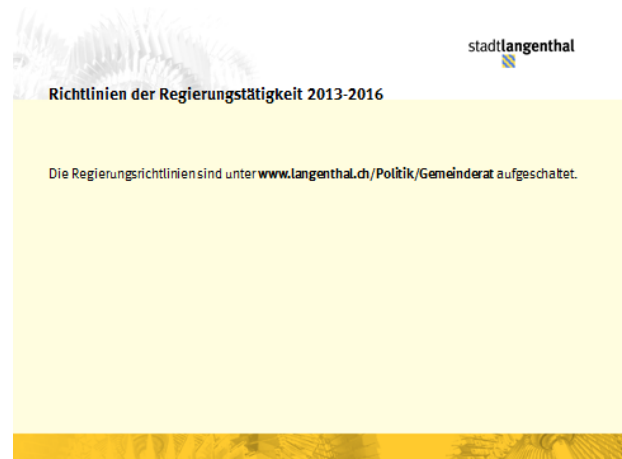 stadtlangenthal
Richtlinien der Regierungstätigkeit 2013-2016
Die Regierungsrichtlinien sind unter www.langenthal.ch/Politik/Gemeinderat aufgeschaltet.